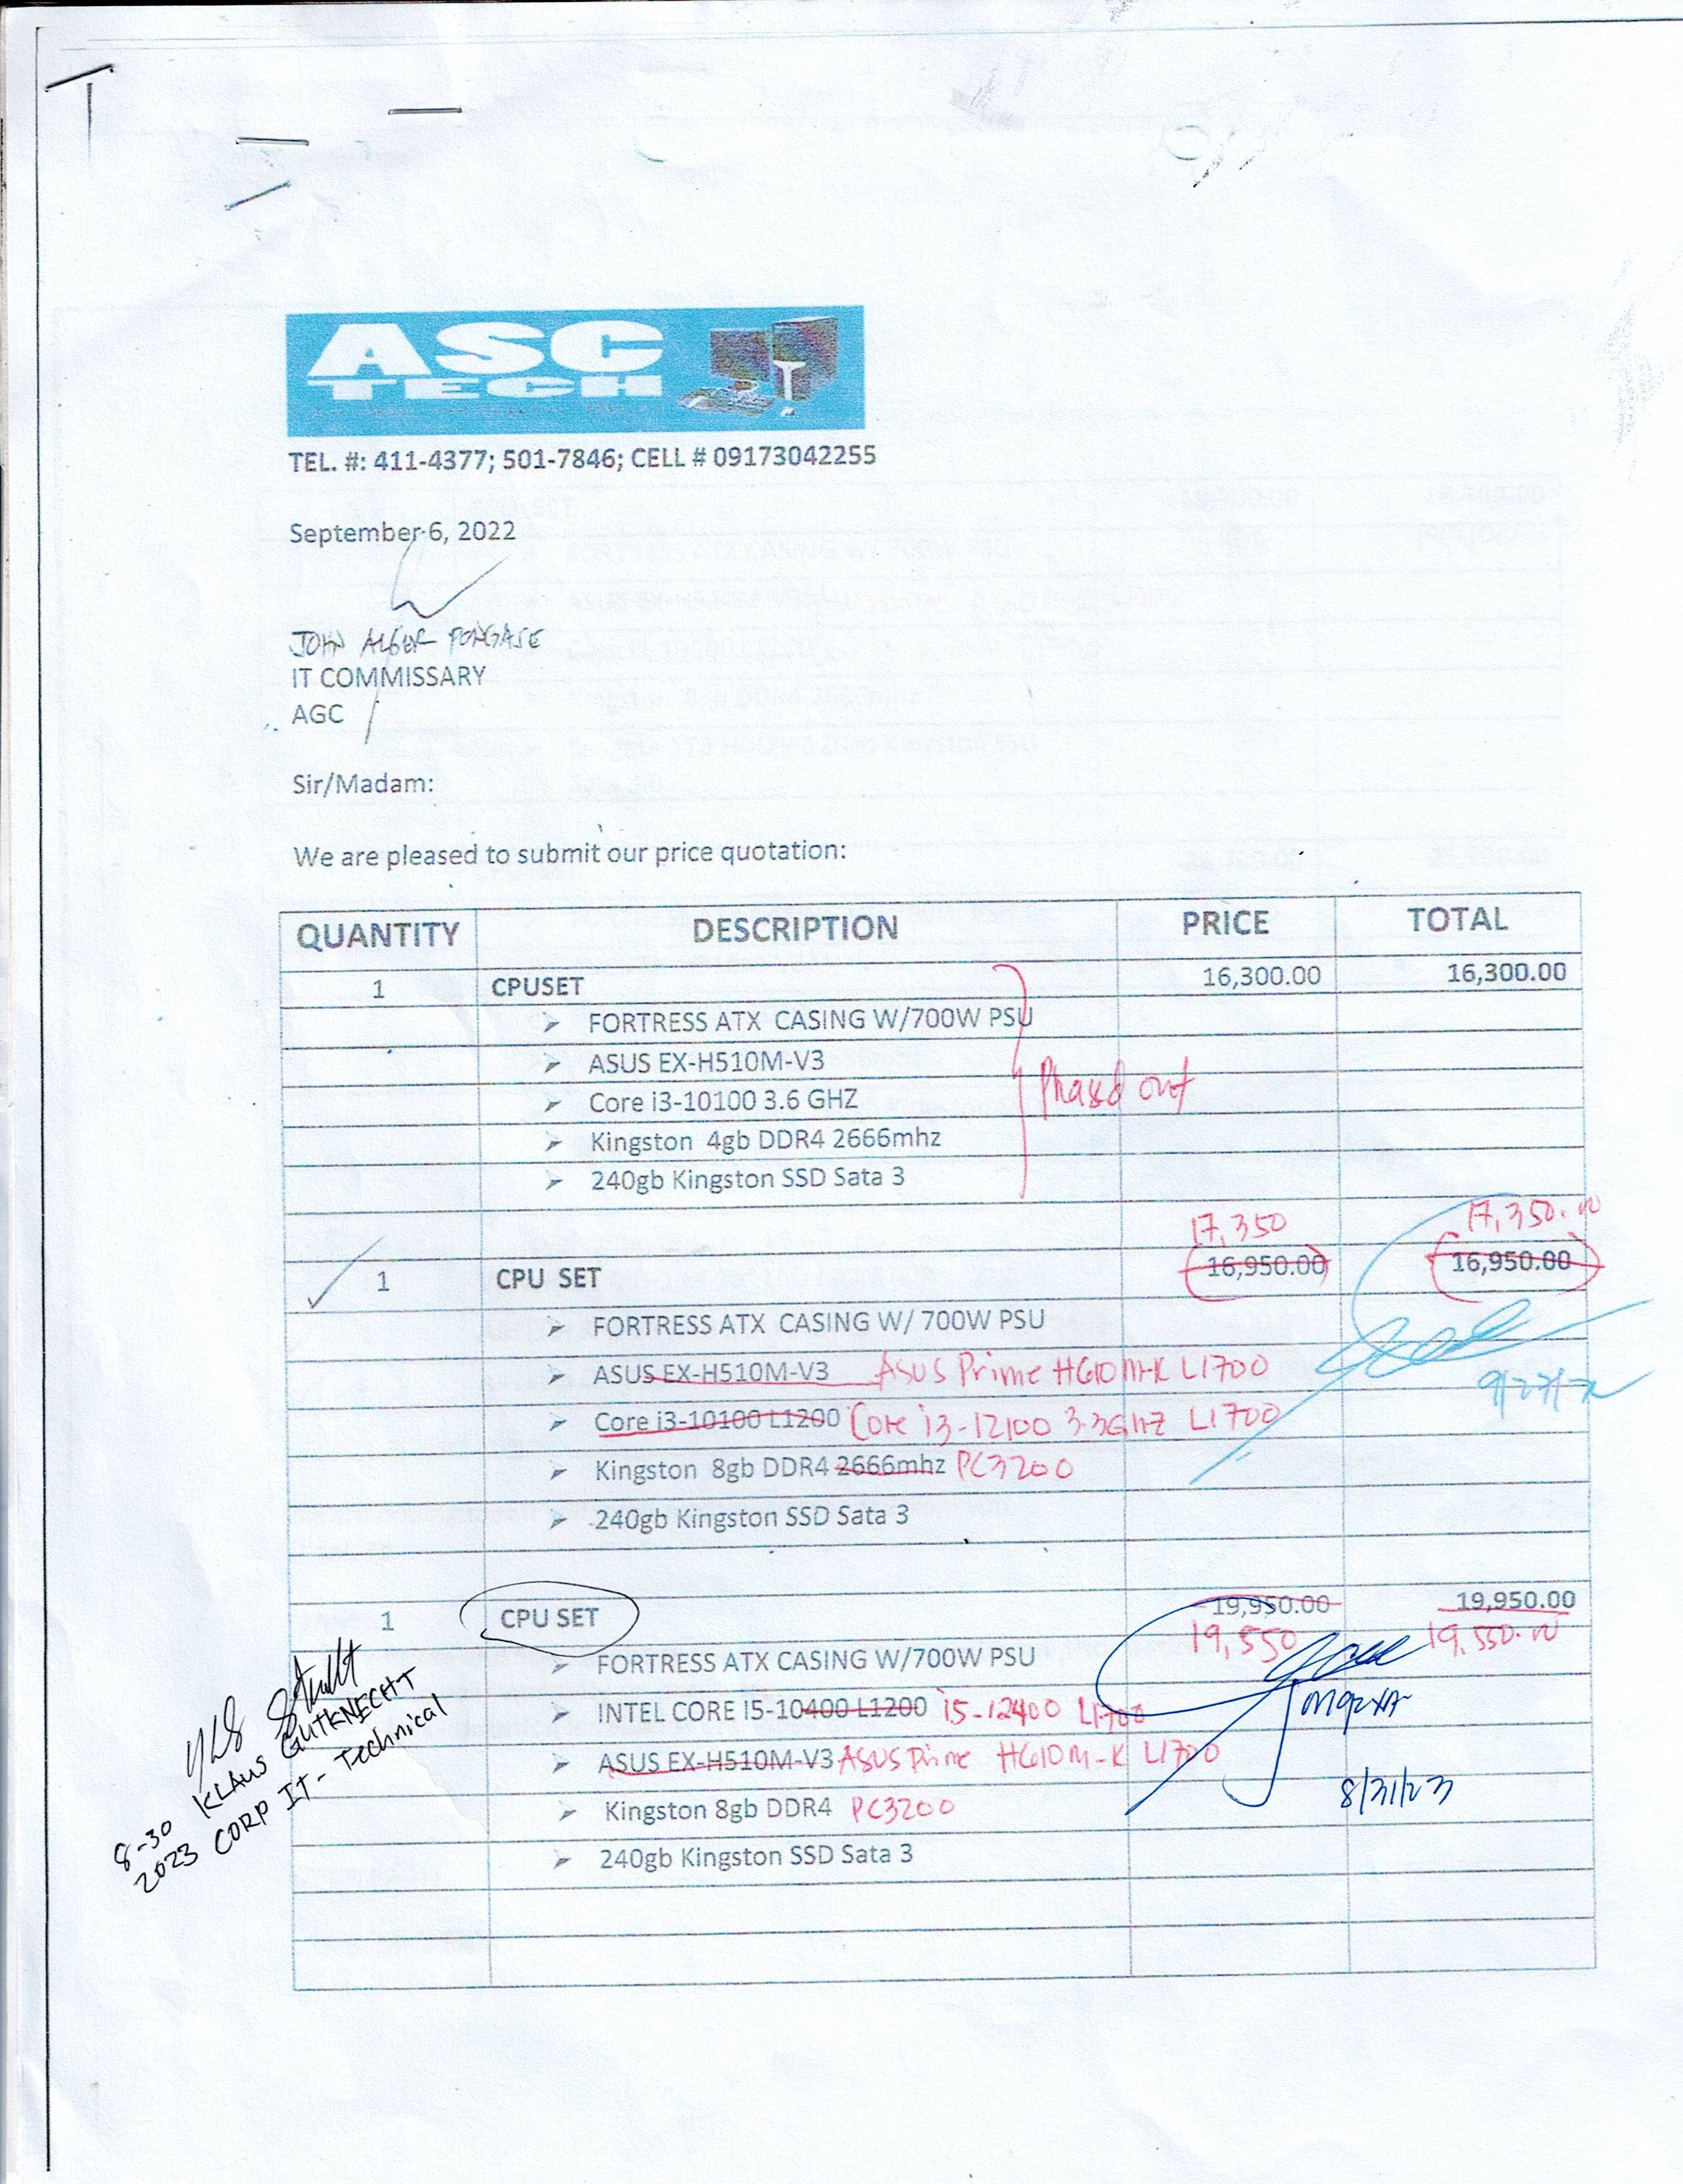 ASC
TECH
TEL. #: 411-4377; 501-7846; CELL # 09173042255
September 6, 2022
JOHN ALBER PONGASE
IT COMMISSARY
AGC
Sir/Madam:
We are pleased to submit our price quotation:
QUANTITY DESCRIPTION PRICE TOTAL
1 CPUSET 16,300.00 16,300.00
➢ FORTRESS ATX CASING W/700W PSU
➢ ASUS EX-H510M-V3
Phased out
➢ Core i3-10100 3.6 GHZ
➢ Kingston 4gb DDR4 2666mhz
➢ 240gb Kingston SSD Sata 3
17,350 17,350.00
1 CPU SET 16,950.00 16,950.00
➢ FORTRESS ATX CASING W/ 700W PSU
➢ ASUS EX-H510M-V3 Asus Prime H610M-K L1700
➢ Core i3-10100 L1200 Core i3-12100 3.3GHZ L1700
➢ Kingston 8gb DDR4 2666mhz PC3200
➢ 240gb Kingston SSD Sata 3
1 CPU SET 19,950.00 19,950.00
19,550 19,550.00
➢ FORTRESS ATX CASING W/700W PSU
➢ INTEL CORE I5-10400 L1200 i5-12400 L1700
➢ ASUS EX-H510M-V3 ASUS Prime H610M-K L1700
➢ Kingston 8gb DDR4 PC3200
8/31/23
➢ 240gb Kingston SSD Sata 3
8-30 KLAUS GUTKNECHT
2023 CORP IT-Technical